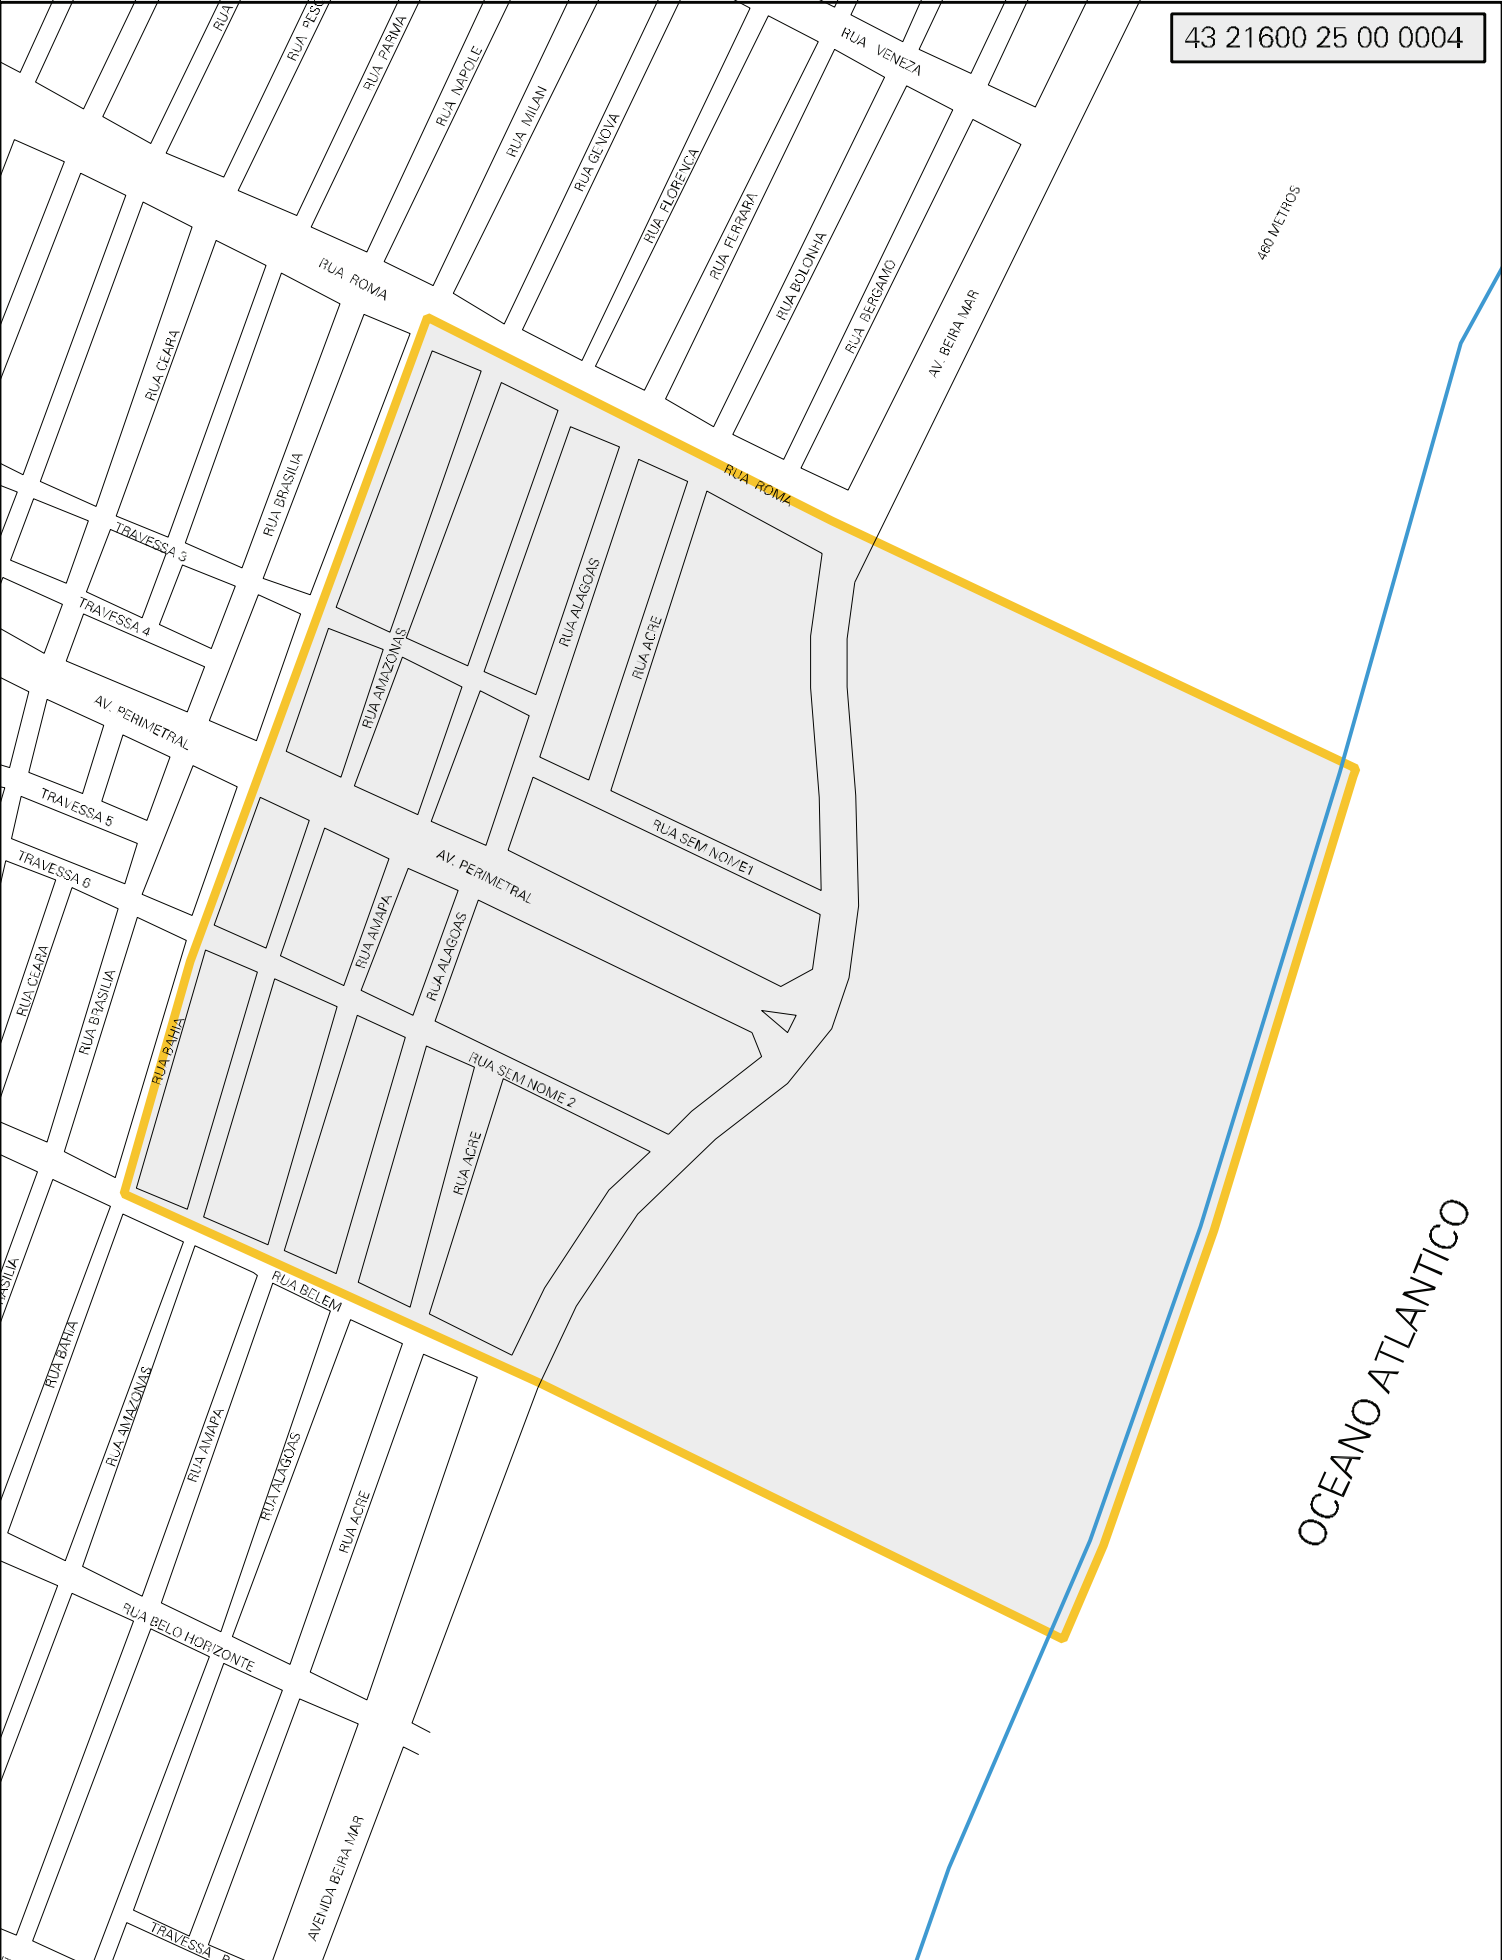 43 21600 25 00 0004
RUA
RUA
RUA PARMA
RUA NAPOLE
RUA MILAN
RUA GENOVA
RUA FLORENCA
RUA FERRARA
RUA BOLONHA
RUA BERGAMO
AV. BEIRA MAR
RUA VENEZA
460 METROS
RUA ROMA
RUA CEARA
RUA BRASILIA
RUA ROMA
TRAVESSA 3
TRAVESSA 4
RUA AMAZONAS
RUA ALAGOAS
RUA ACRE
AV. PERIMETRAL
TRAVESSA 5
TRAVESSA 6
RUA SEM NOME1
AV. PERIMETRAL
RUA AMAPA
RUA ALAGOAS
RUA CEARA
RUA BRASILIA
RUA BAHIA
RUA SEM NOME 2
RUA ACRE
RUA BELEM
OCEANO ATLANTICO
ASILIA
RUA BAHIA
RUA AMAZONAS
RUA AMAPA
RUA ALAGOAS
RUA ACRE
RUA BELO HORIZONTE
AVENIDA BEIRA MAR
TRAVESSA